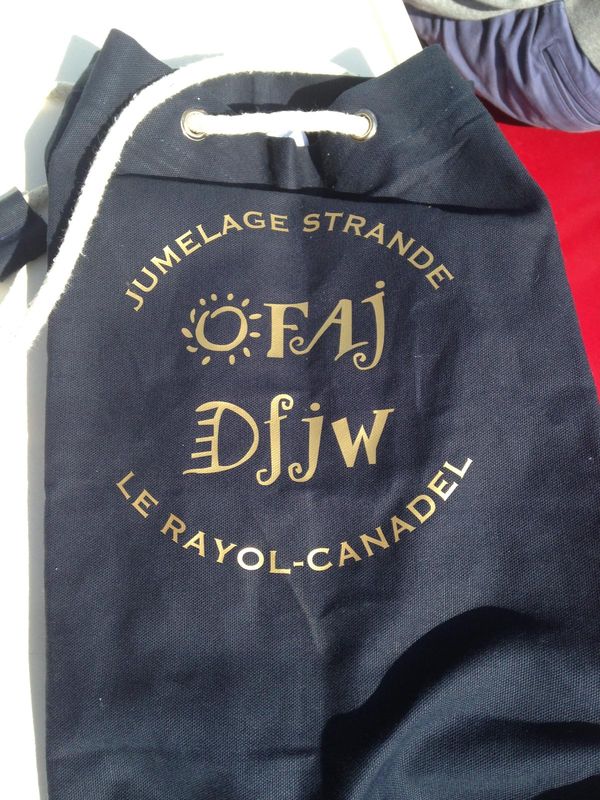 JUMELAGE STRANDE
OFAj
Dfjw
LE RAYOL-CANADEL